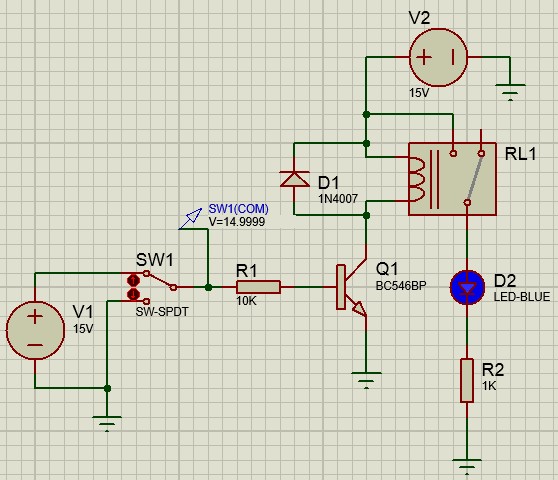 V2
15V
RL1
D1
1N4007
SW1(COM)
V=14.9999
SW1
SW-SPDT
R1
10K
Q1
BC546BP
D2
LED-BLUE
V1
15V
R2
1K